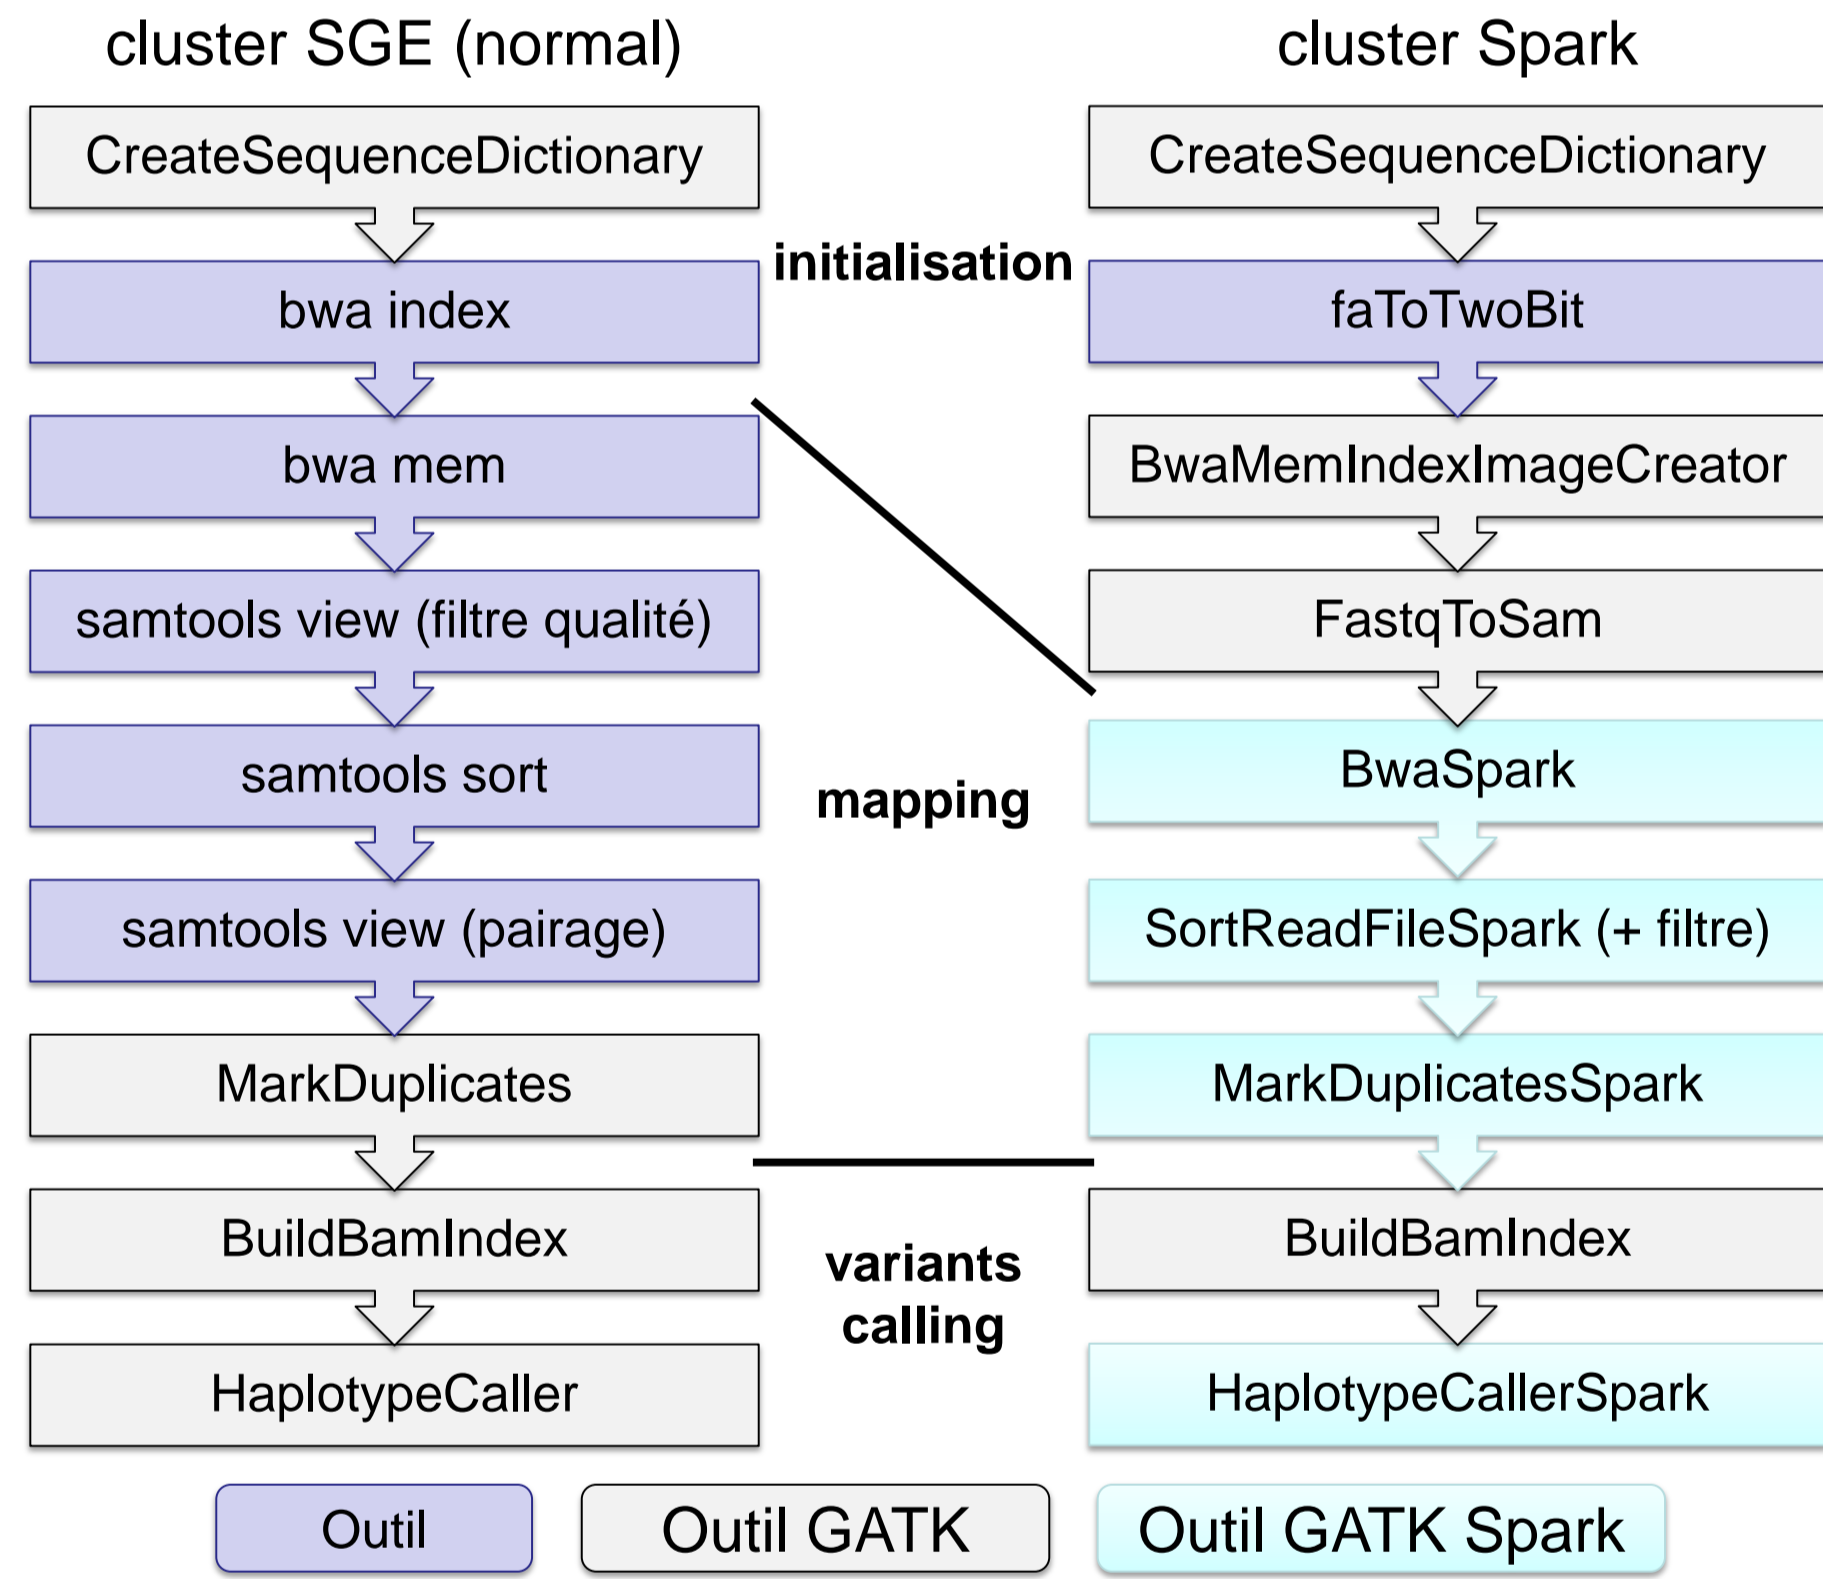 cluster SGE (normal)
cluster Spark
CreateSequenceDictionary
CreateSequenceDictionary
initialisation
bwa index
faToTwoBit
bwa mem
BwaMemIndexImageCreator
samtools view (filtre qualité)
FastqToSam
samtools sort
BwaSpark
mapping
samtools view (pairage)
SortReadFileSpark (+ filtre)
MarkDuplicates
MarkDuplicatesSpark
BuildBamIndex
BuildBamIndex
variants
calling
HaplotypeCaller
HaplotypeCallerSpark
Outil
Outil GATK
Outil GATK Spark